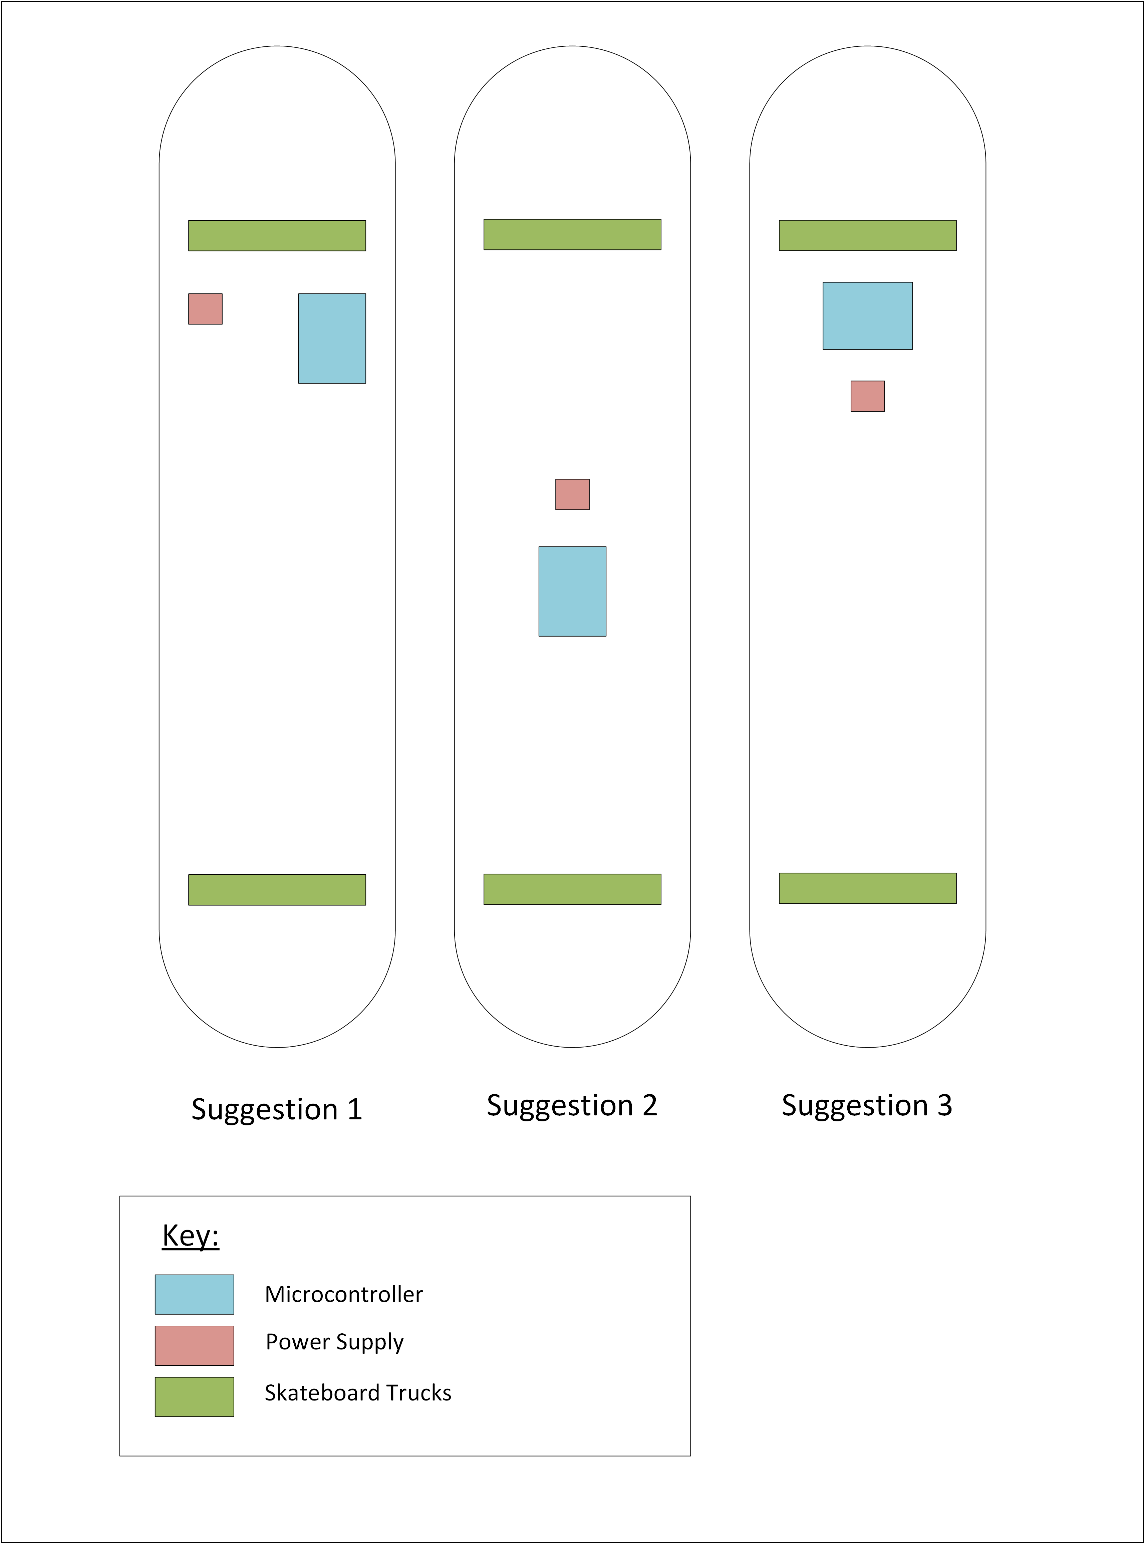 Suggestion 1
Suggestion 2
Suggestion 3
Key:
Microcontroller
Power Supply
Skateboard Trucks